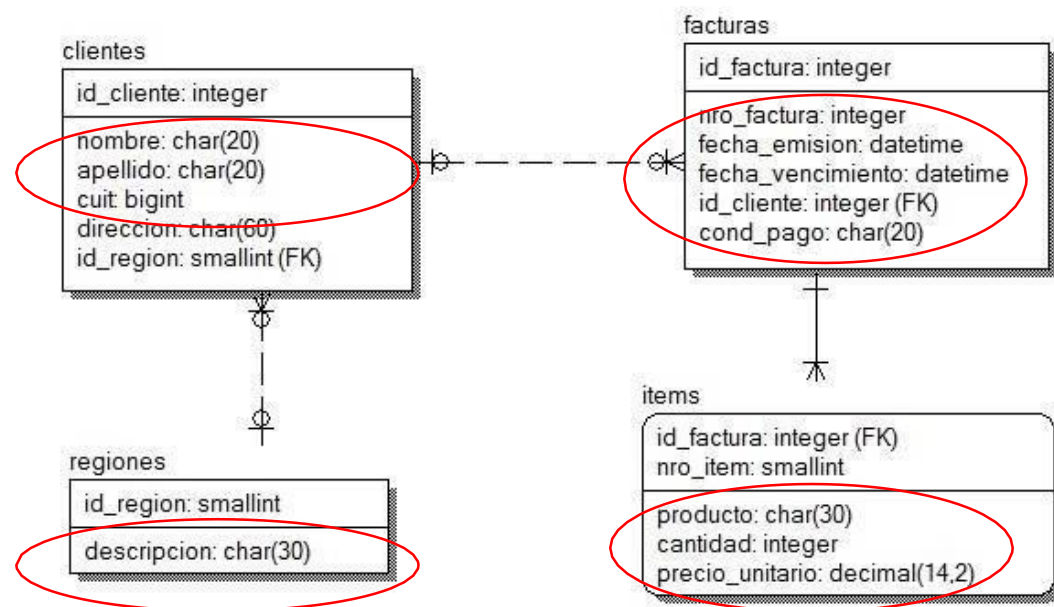 clientes
id_cliente: integer
nombre: char(20)
apellido: char(20)
cuit: bigint
direccion: char(60)
id_region: smallint (FK)
facturas
id_factura: integer
nro_factura: integer
fecha_emision: datetime
fecha_vencimiento: datetime
id_cliente: integer (FK)
cond_pago: char(20)
regiones
id_region: smallint
descripcion: char(30)
items
id_factura: integer (FK)
nro_item: smallint
producto: char(30)
cantidad: integer
precio_unitario: decimal(14,2)